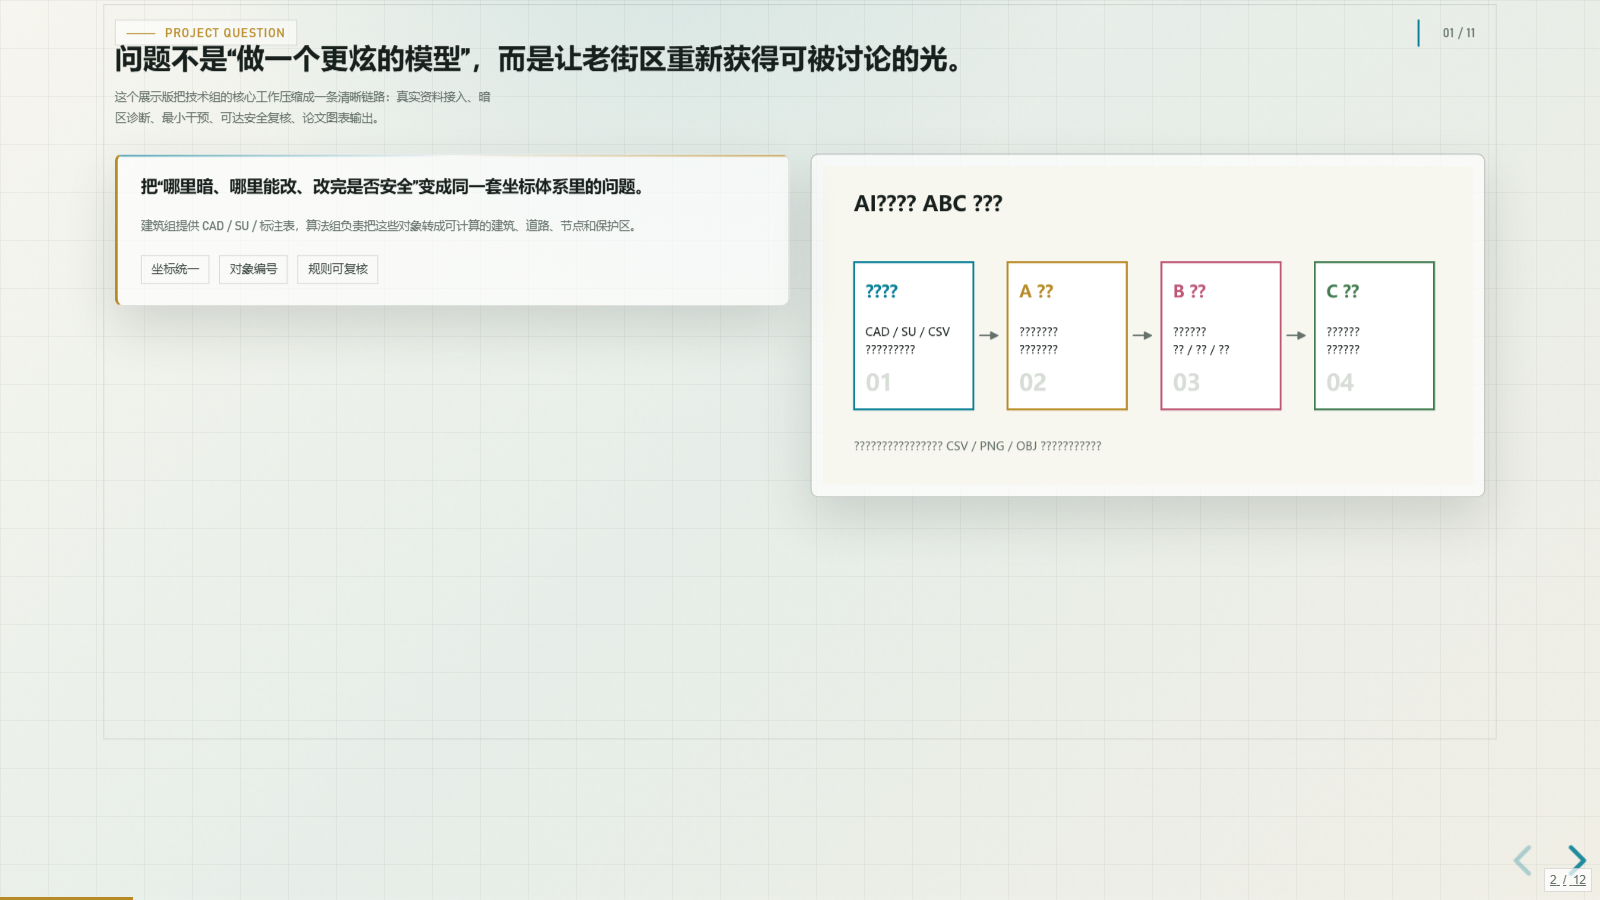 PROJECT QUESTION
01 / 11
问题不是“做一个更炫的模型”，而是让老街区重新获得可被讨论的光。
这个展示版把技术组的核心工作压缩成一条清晰链路：真实资料接入、暗
区诊断、最小干预、可达安全复核、论文图表输出。
把“哪里暗、哪里能改、改完是否安全”变成同一套坐标体系里的问题。
建筑组提供 CAD / SU / 标注表，算法组负责把这些对象转成可计算的建筑、道路、节点和保护区。
坐标统一
对象编号
规则可复核
AI???? ABC ???
????
CAD / SU / CSV
?????????
01
A ??
???????
???????
02
B ??
??????
?? / ?? / ??
03
C ??
??????
??????
04
???????????????? CSV / PNG / OBJ ???????????
2 / 12